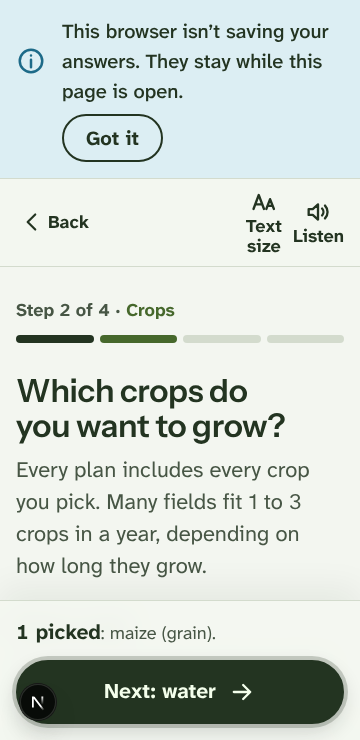 This browser isn’t saving your
answers. They stay while this
page is open.
Got it
Back
Text
size
Listen
Step 2 of 4 · Crops
Which crops do
you want to grow?
Every plan includes every crop
you pick. Many fields fit 1 to 3
crops in a year, depending on
how long they grow.
1 picked: maize (grain).
Next: water
N